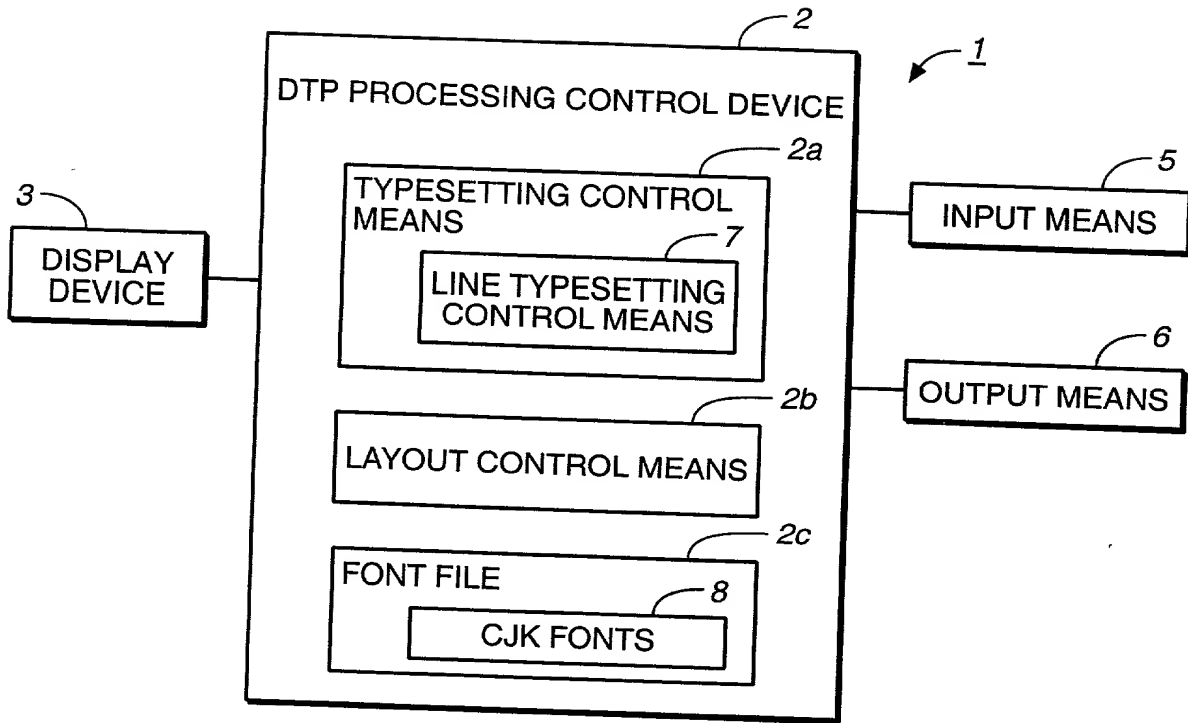 2
1
DTP PROCESSING CONTROL DEVICE
2a
5
3
TYPESETTING CONTROL
MEANS
INPUT MEANS
7
DISPLAY
DEVICE
LINE TYPESETTING
CONTROL MEANS
6
OUTPUT MEANS
2b
LAYOUT CONTROL MEANS
2c
FONT FILE
8
CJK FONTS